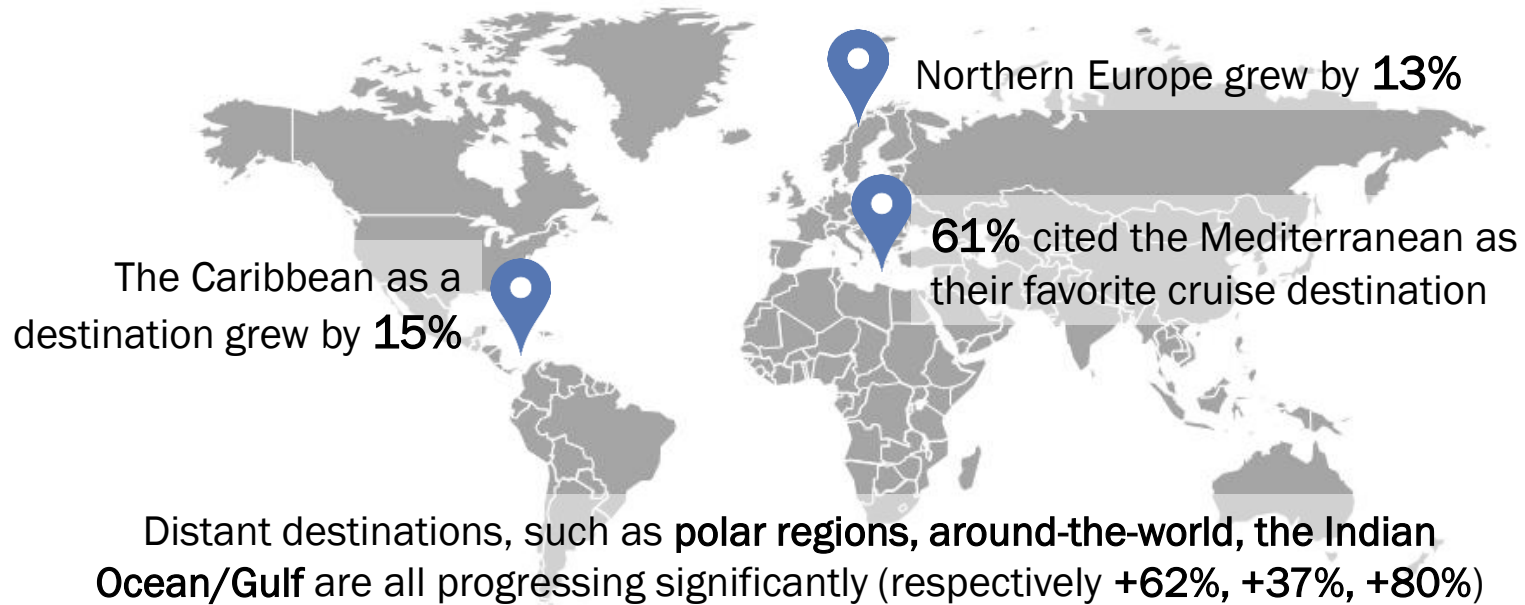 Northern Europe grew by 13%
61% cited the Mediterranean as
their favorite cruise destination
The Caribbean as a
destination grew by 15%
Distant destinations, such as polar regions, around-the-world, the Indian
Ocean/Gulf are all progressing significantly (respectively +62%, +37%, +80%)